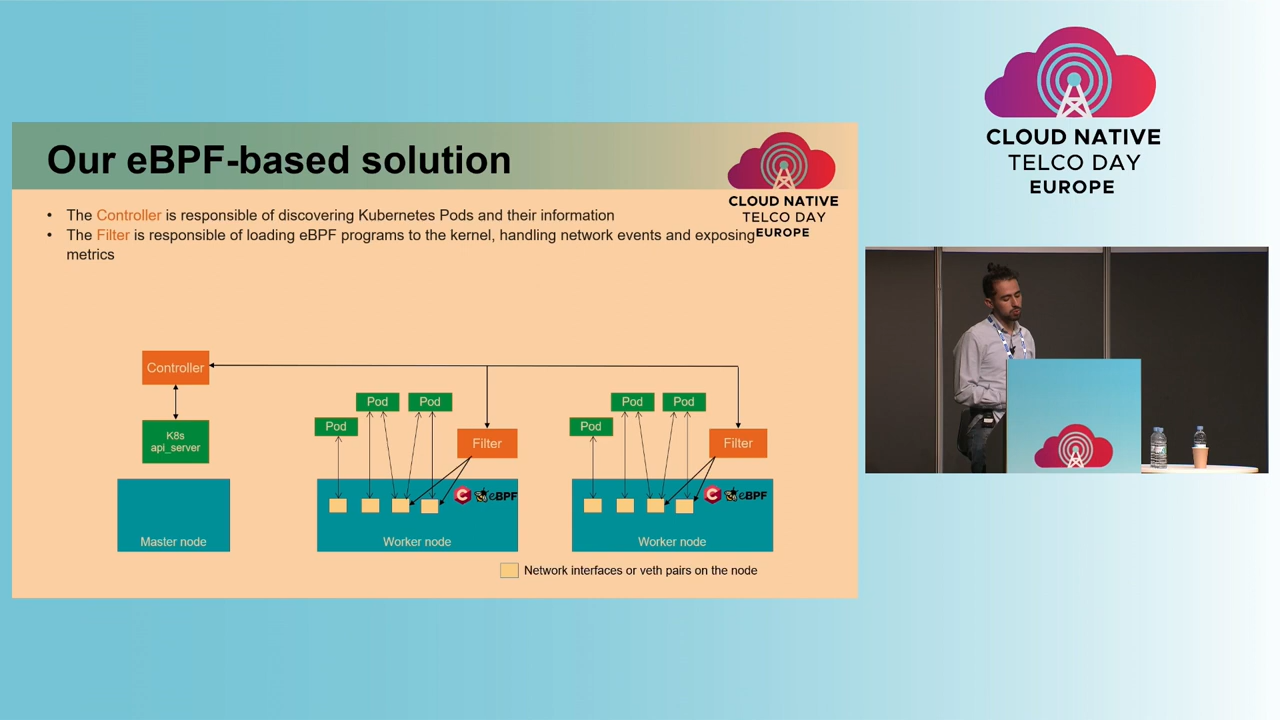 Our eBPF-based solution
CLOUD NATIVE
TELCO DAY
EUROPE
• The Controller is responsible of discovering Kubernetes Pods and their information
• The Filter is responsible of loading eBPF programs to the kernel, handling network events and exposing
metrics
Controller
K8s
api_server
Master node
Pod
Pod
Pod
Filter
C
eBPF
Worker node
Pod
Pod
Pod
Filter
C
eBPF
Worker node
Network interfaces or veth pairs on the node
CLOUD NATIVE
TELCO DAY
EUROPE